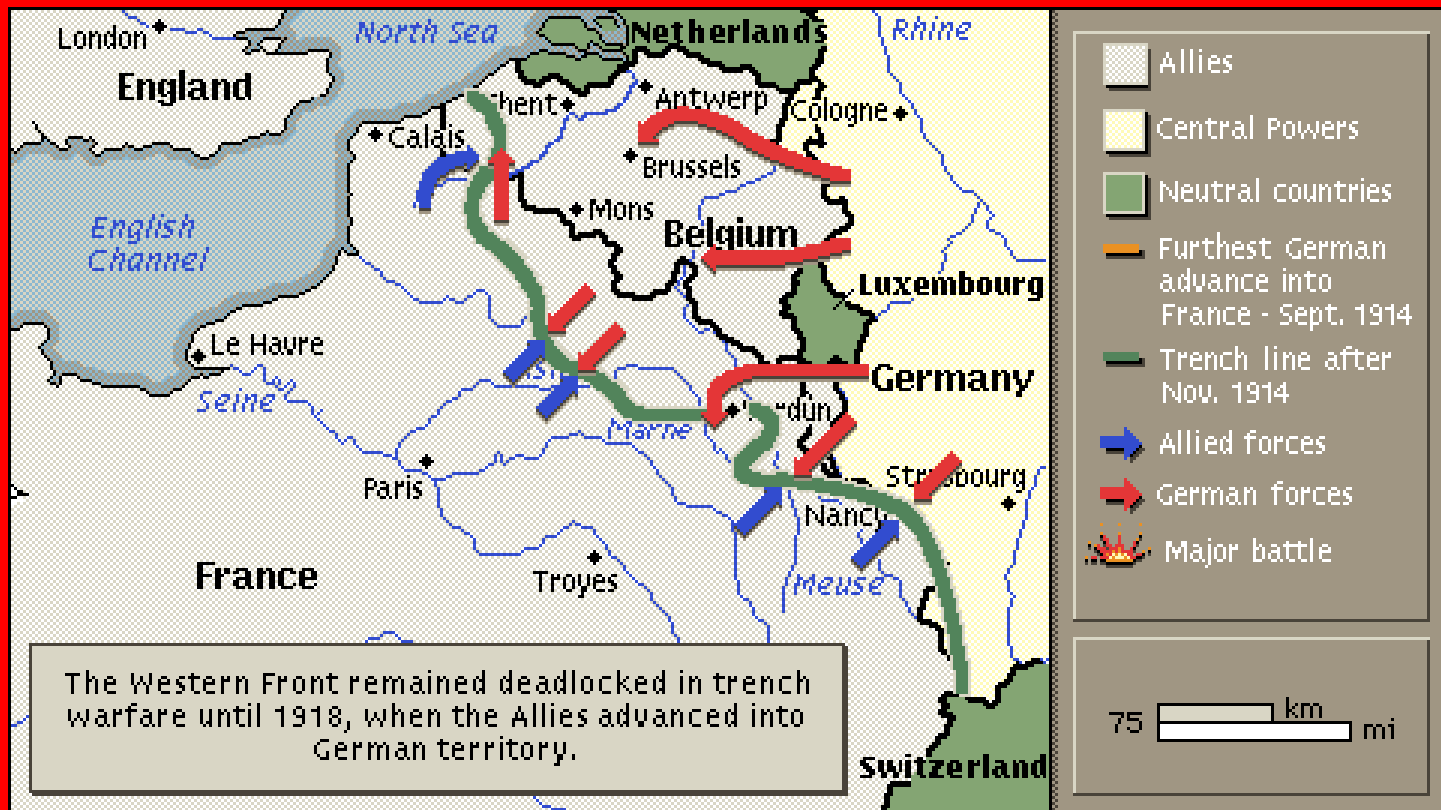 London
North Sea
Netherlands
Rhine
England
Antwerp
Cologne
Calais
Brussels
Mons
English
Channel
Belgium
Luxembourg
Le Havre
Seine
Germany
Marne
Paris
Nancy
France
Troyes
Meuse
Switzerland
The Western Front remained deadlocked in trench
warfare until 1918, when the Allies advanced into
German territory.
Allies
Central Powers
Neutral countries
Furthest German
advance into
France - Sept. 1914
Trench line after
Nov. 1914
Allied forces
German forces
Major battle
75 km
mi